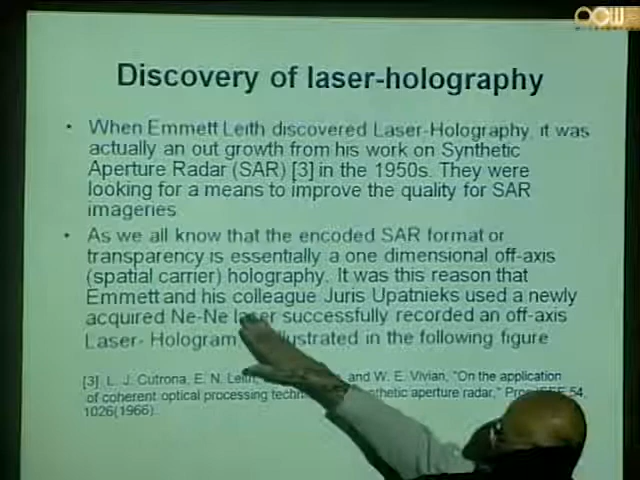 ocw
Discovery of laser-holography
• When Emmett Leith discovered Laser-Holography, it was
actually an out growth from his work on Synthetic
Aperture Radar (SAR) [3] in the 1950s. They were
looking for a means to improve the quality for SAR
imageries.
• As we all know that the encoded SAR format or
transparency is essentially a one dimensional off-axis
(spatial carrier) holography. It was this reason that
Emmett and his colleague Juris Upatnieks used a newly
acquired Ne-Ne laser successfully recorded an off-axis
Laser- Hologram in the following figure
[3] L. J. Cutrona, E. N. Leith, and W. E. Vivian, "On the application
of coherent optical processing aperture radar," 54,
1026(1966).